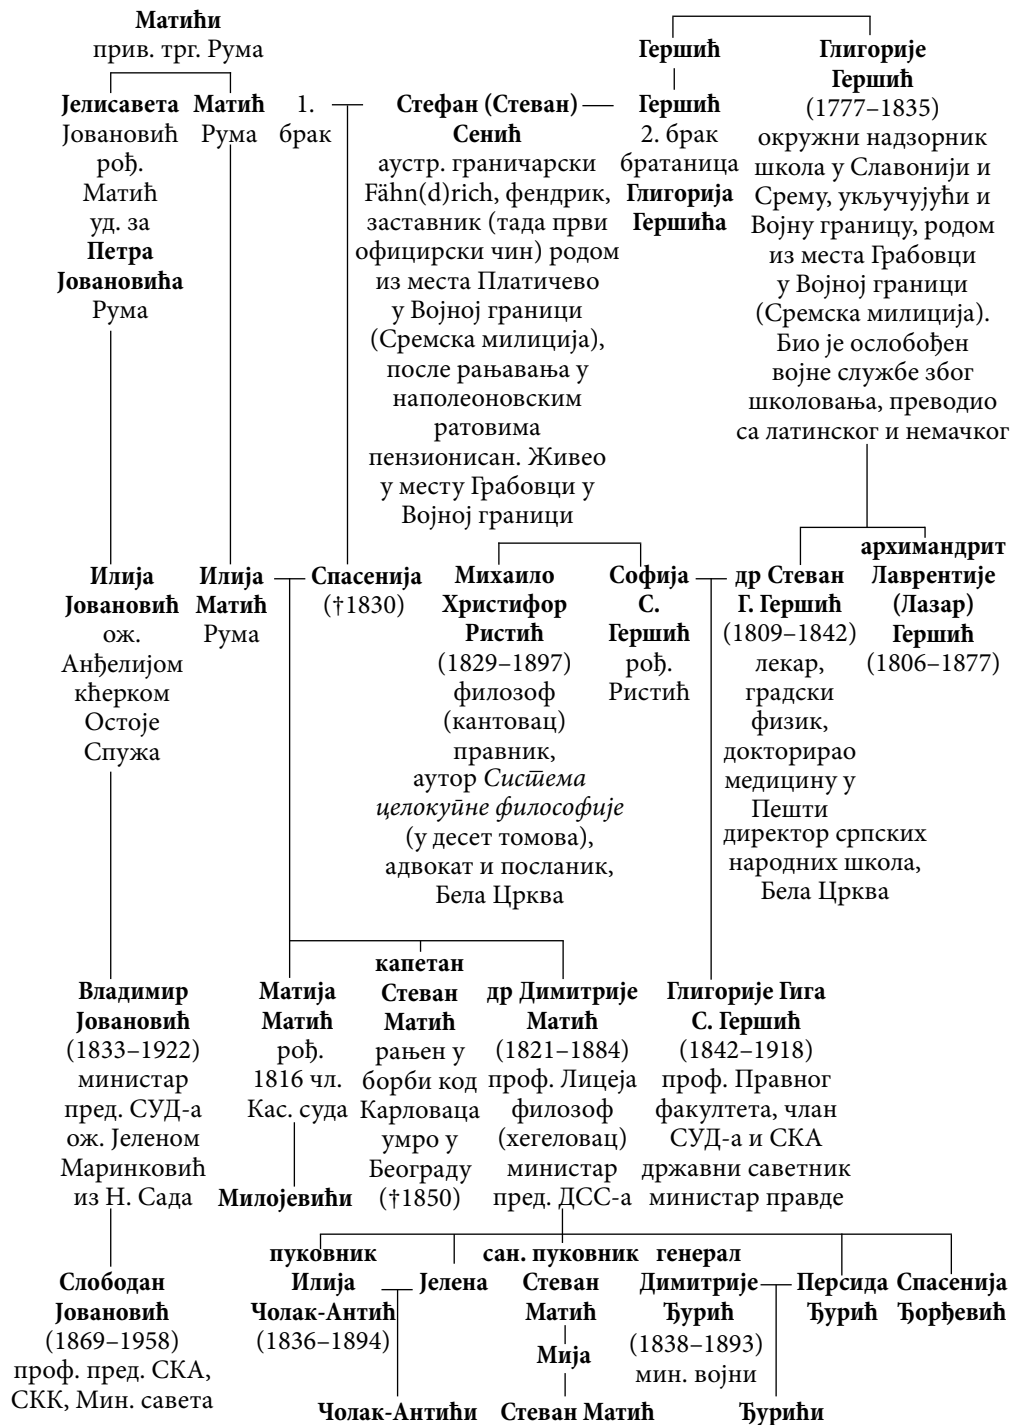 Матићи
прив. трг. Рума
Јелисавета
Јовановић
рођ.
Матић
уд. за
Петра
Јовановића
Рума
Матић
Рума
1.
брак
Стефан (Стеван)
Сенић
аустр. граничарски
Fähn(d)rich, фендрик,
заставник (тада први
официрски чин) родом
из места Платичево
у Војној граници
(Сремска милиција),
после рањавања у
наполеоновским
ратовима
пензионисан. Живео
у месту Грабовци у
Војној граници
Гершић
Гершић
2. брак
братаница
Глигорија
Гершића
Глигорије
Гершић
(1777–1835)
окружни надзорник
школа у Славонији и
Срему, укључујући и
Војну границу, родом
из места Грабовци
у Војној граници
(Сремска милиција).
Био је ослобођен
војне службе због
школовања, преводио
са латинског и немачког
Илија
Јовановић
ож.
Анђелијом
кћерком
Остоје
Спужа
Илија
Матић
Рума
Спасенија
(†1830)
Михаило
Христифор
Ристић
(1829–1897)
филозоф
(кантовац)
правник,
аутор Система
целокупне философије
(у десет томова),
адвокат и посланик,
Бела Црква
Софија
С.
Гершић
рођ.
Ристић
др Стеван
Г. Гершић
(1809–1842)
лекар,
градски
физик,
докторирао
медицину у
Пешти
директор српских
народних школа,
Бела Црква
архимандрит
Лаврентије
(Лазар)
Гершић
(1806–1877)
Владимир
Јовановић
(1833–1922)
министар
пред. СУД-а
ож. Јеленом
Маринковић
из Н. Сада
Матија
Матић
рођ.
1816 чл.
Кас. суда
Милојевићи
капетан
Стеван
Матић
рањен у
борби код
Карловаца
умро у
Београду
(†1850)
др Димитрије
Матић
(1821–1884)
проф. Лицеја
филозоф
(хегеловац)
министар
пред. ДСС-а
Глигорије Гига
С. Гершић
(1842–1918)
проф. Правног
факултета, члан
СУД-а и СКА
државни саветник
министар правде
Слободан
Јовановић
(1869–1958)
проф. пред. СКА,
СКК, Мин. савета
пуковник
Илија
Чолак-Антић
(1836–1894)
Јелена
Чолак-Антићи
сан. пуковник
Стеван
Матић
Мија
Стеван Матић
генерал
Димитрије
Ђурић
(1838–1893)
мин. војни
Персида
Ђурић
Ђурићи
Спасенија
Ђорђевић